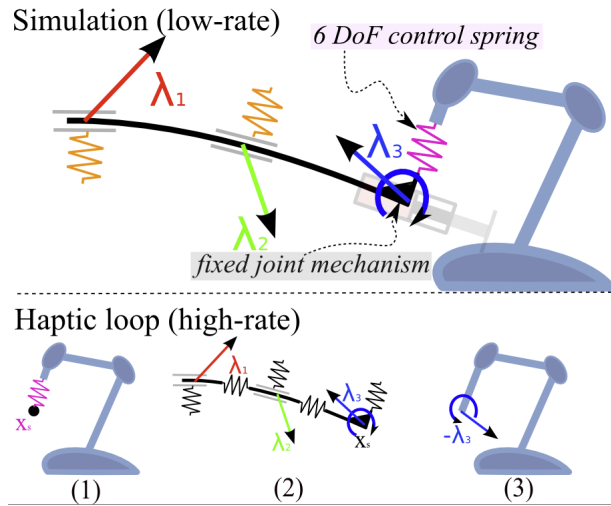 Simulation (low-rate)
6 DoF control spring
λ1
λ3
λ2
fixed joint mechanism
Haptic loop (high-rate)
λ1
λ3
xs
λ2
xs
-λ3
(1)
(2)
(3)